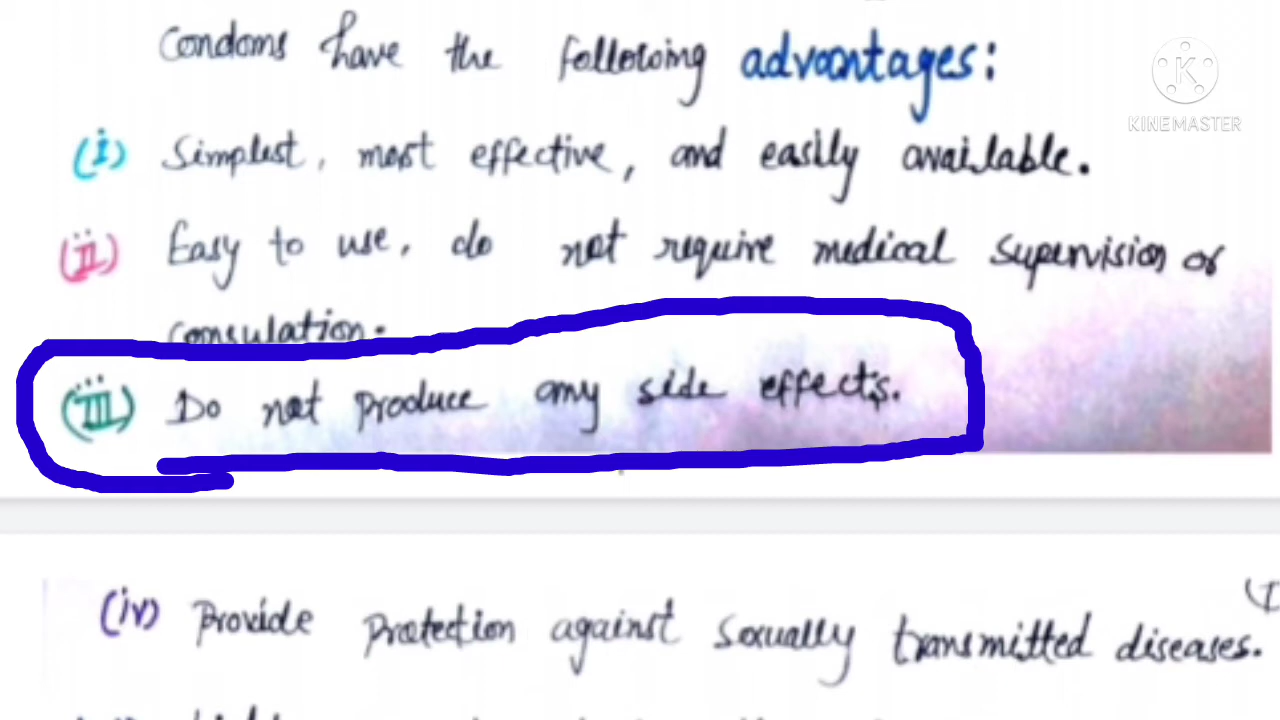 Condoms have the following advantages:
(i) Simplest, most effective, and easily available.
(ii) Easy to use, do not require medical supervision or
consulation.
(iii) Do not produce any side effects.
(iv) Provide protection against sexually transmitted diseases.
KINEMASTER